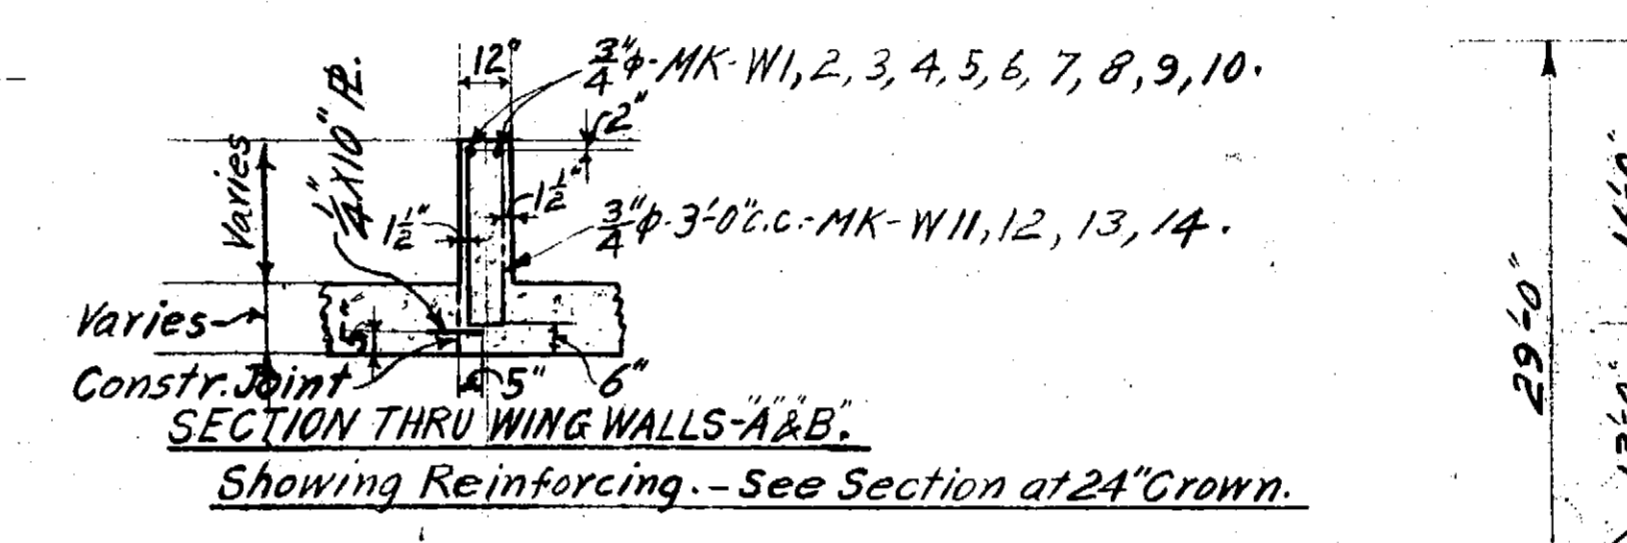 12"
3/4"φ-MK-W1, 2, 3, 4, 5, 6, 7, 8, 9, 10.
2"
1/4"X10" PL.
Varies
1 1/2"
1 1/2"
3/4"φ-3'-0"c.c.-MK-W11, 12, 13, 14.
Varies
5"
Constr. Joint
5"
6"
SECTION THRU WING WALLS-"A"&"B".
Showing Reinforcing.-See Section at 24" Crown.
29'-0"